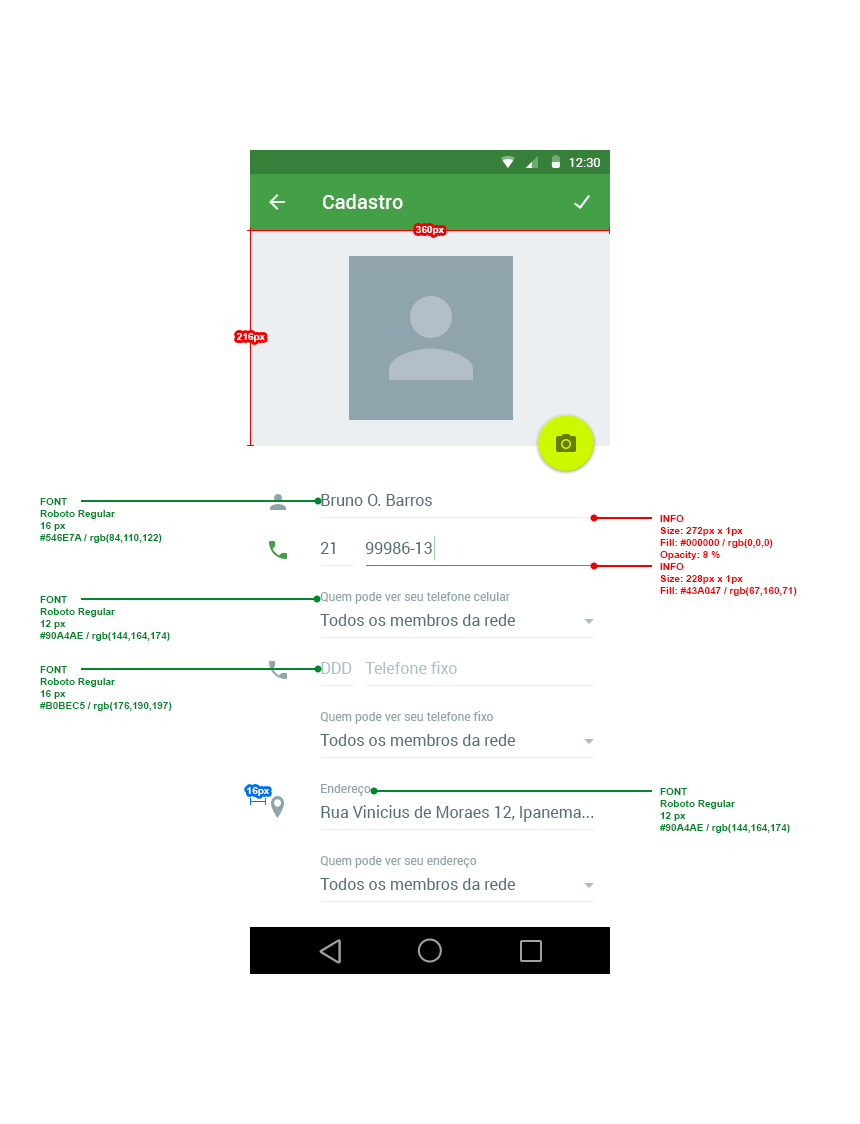 12:30
Cadastro
360px
216px
FONT
Roboto Regular
16 px
#546E7A / rgb(84,110,122)
Bruno O. Barros
INFO
Size: 272px x 1px
Fill: #000000 / rgb(0,0,0)
Opacity: 8 %
21 99986-13
INFO
Size: 228px x 1px
Fill: #43A047 / rgb(67,160,71)
FONT
Roboto Regular
12 px
#90A4AE / rgb(144,164,174)
Quem pode ver seu telefone celular
Todos os membros da rede
FONT
Roboto Regular
16 px
#B0BEC5 / rgb(176,190,197)
DDD Telefone fixo
Quem pode ver seu telefone fixo
Todos os membros da rede
16px
Endereço
Rua Vinicius de Moraes 12, Ipanema...
FONT
Roboto Regular
12 px
#90A4AE / rgb(144,164,174)
Quem pode ver seu endereço
Todos os membros da rede